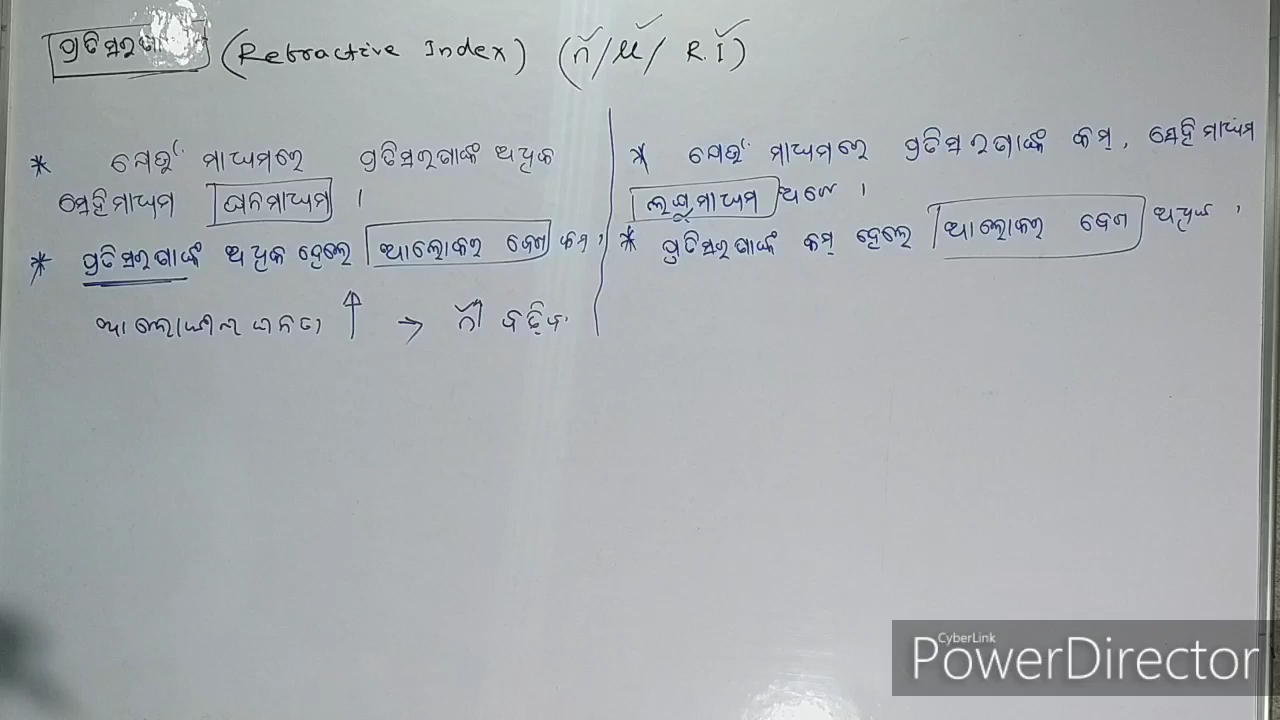 ପ୍ରତିସରଣାଙ୍କ (Refractive Index) (n/μ/ R.I)
* ଯେଉଁ ମାଧ୍ୟମରେ ପ୍ରତିସରଣାଙ୍କ ଅଧିକ
ସେହି ମାଧ୍ୟମ ଘନମାଧ୍ୟମ ।
* ପ୍ରତିସରଣାଙ୍କ ଅଧିକ ହେଲେ ଆଲୋକର ବେଗ କମ୍ ।
ଆଲୋକୀୟ ଘନତା ↑ → n ବଢ଼ିବ
* ଯେଉଁ ମାଧ୍ୟମରେ ପ୍ରତିସରଣାଙ୍କ କମ୍, ସେହି ମାଧ୍ୟମ
ଲଘୁ ମାଧ୍ୟମ ଅଟେ ।
* ପ୍ରତିସରଣାଙ୍କ କମ୍ ହେଲେ ଆଲୋକର ବେଗ ଅଧିକ ।
CyberLink
PowerDirector